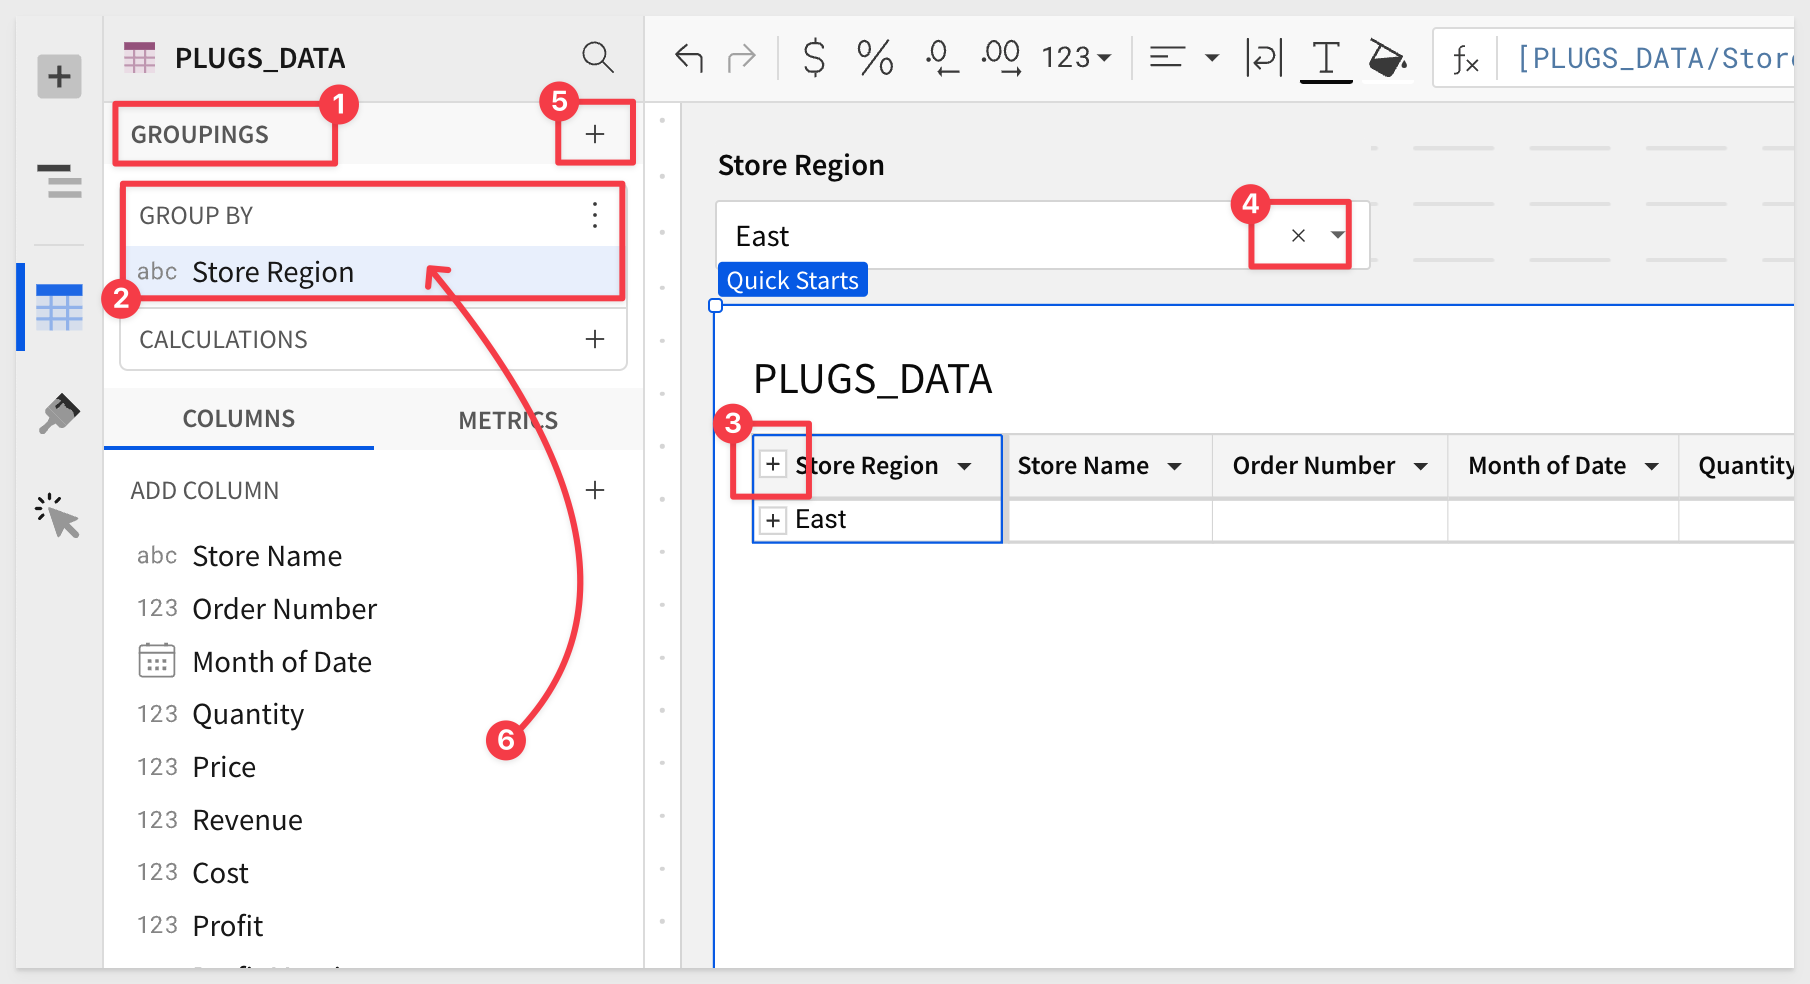 PLUGS_DATA
123
fx
[PLUGS_DATA/Stor
1
5
GROUPINGS
GROUP BY
abc Store Region
2
CALCULATIONS
COLUMNS
METRICS
ADD COLUMN
abc Store Name
123 Order Number
Month of Date
123 Quantity
123 Price
123 Revenue
123 Cost
123 Profit
6
Store Region
4
East
Quick Starts
PLUGS_DATA
3
Store Region Store Name Order Number Month of Date Quantity
East